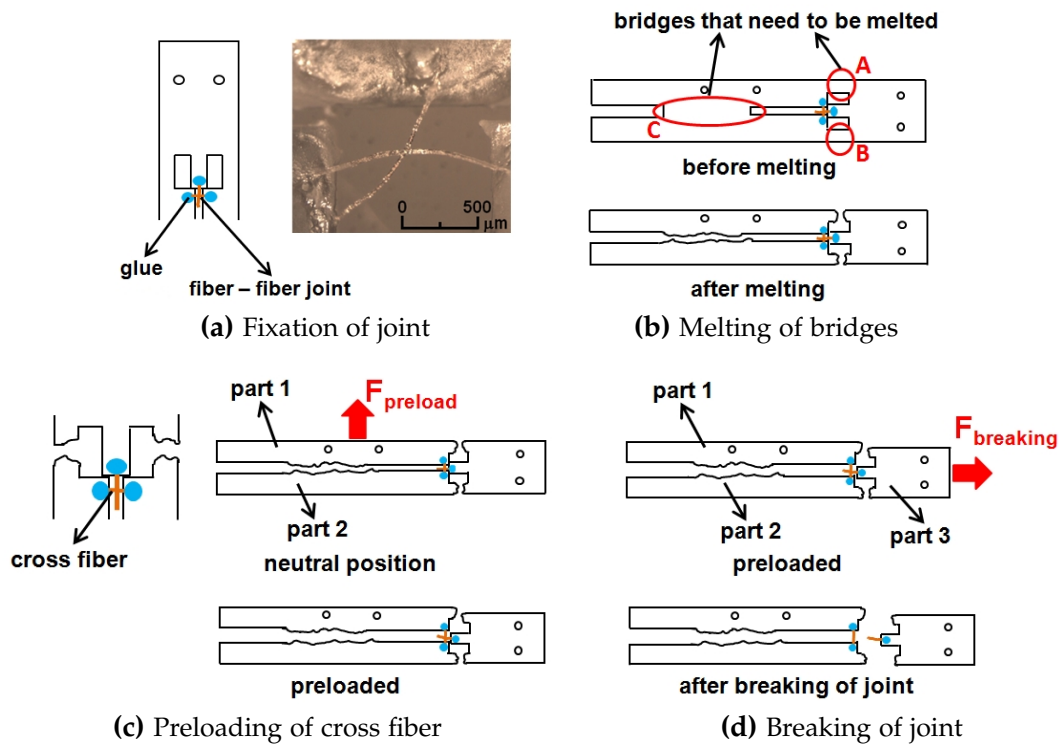 glue
fiber – fiber joint
0 500
μm
(a) Fixation of joint
bridges that need to be melted
A
C
B
before melting
after melting
(b) Melting of bridges
cross fiber
part 1
F preload
part 2
neutral position
preloaded
(c) Preloading of cross fiber
part 1
F breaking
part 2
part 3
preloaded
after breaking of joint
(d) Breaking of joint